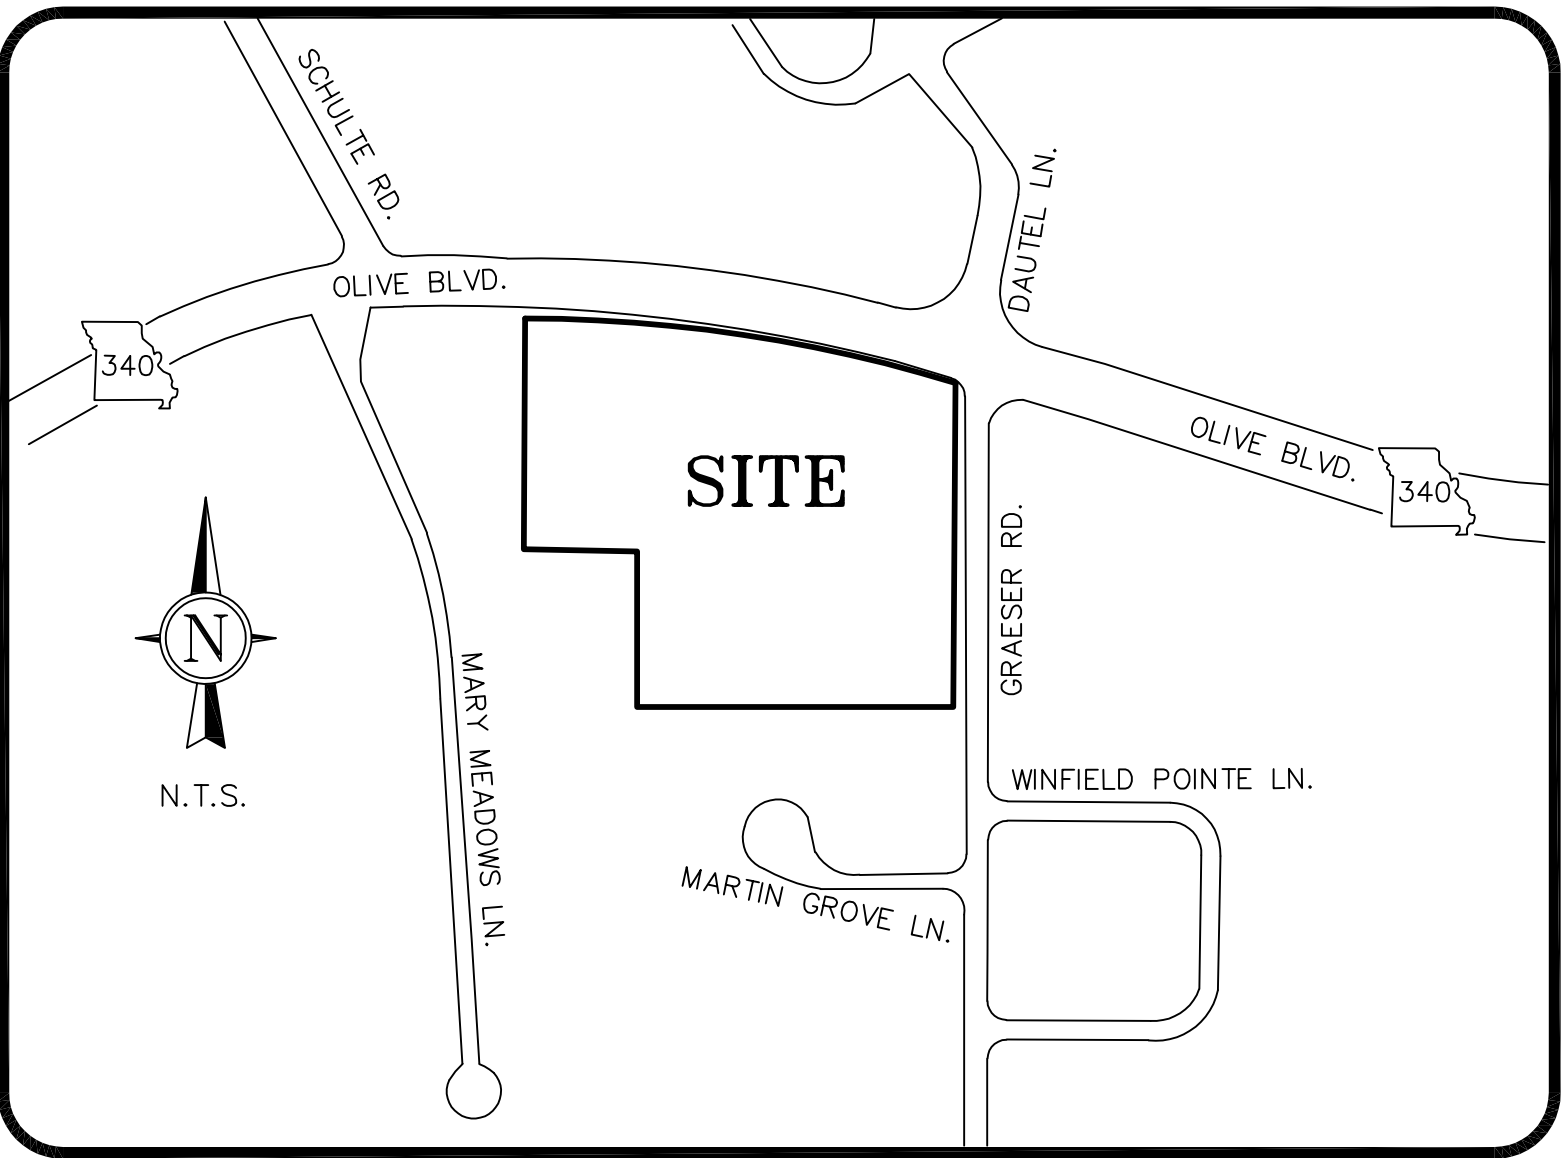 SCHULTE RD.
DAUTEL LN.
OLIVE BLVD.
340
OLIVE BLVD.
340
SITE
GRAESER RD.
N
MARY MEADOWS LN.
N.T.S.
WINFIELD POINTE LN.
MARTIN GROVE LN.